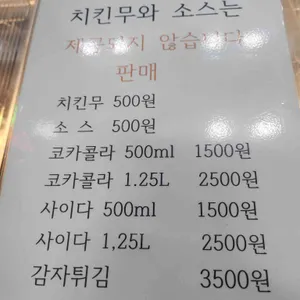 치킨무와 소스는
제공되지 않습니다
판매
치킨무 500원
소 스 500원
코카콜라 500ml 1500원
코카콜라 1.25L 2500원
사이다 500ml 1500원
사이다 1,25L 2500원
감자튀김 3500원